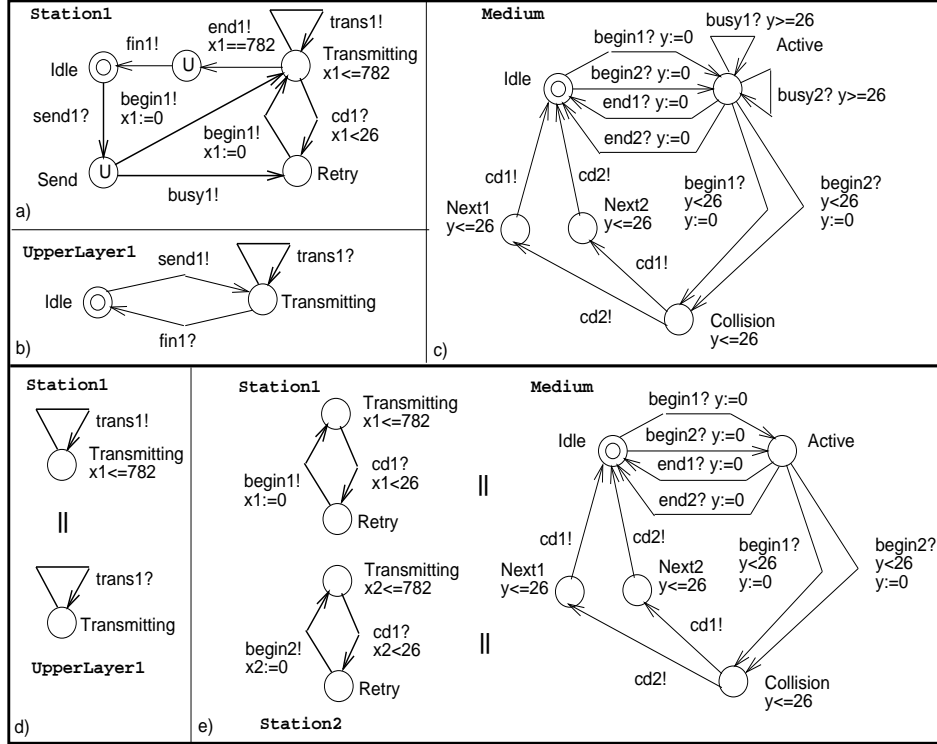 Station1
Idle
fin1!
U
end1!
x1==782
trans1!
Transmitting
x1<=782
send1?
begin1!
x1:=0
begin1!
x1:=0
cd1?
x1<26
Send
U
busy1!
Retry
a)
UpperLayer1
Idle
send1!
trans1?
Transmitting
fin1?
b)
Medium
busy1? y>=26
begin1? y:=0
Active
Idle
begin2? y:=0
end1? y:=0
busy2? y>=26
end2? y:=0
cd1!
cd2!
begin1?
y<26
y:=0
begin2?
y<26
y:=0
Next1
y<=26
Next2
y<=26
cd1!
cd2!
Collision
y<=26
c)
Station1
trans1!
Transmitting
x1<=782
||
trans1?
Transmitting
UpperLayer1
d)
Station1
Transmitting
x1<=782
begin1!
x1:=0
cd1?
x1<26
Retry
||
Transmitting
x2<=782
begin2!
x2:=0
cd1?
x2<26
Retry
||
Station2
e)
Medium
begin1? y:=0
Idle
begin2? y:=0
Active
end1? y:=0
end2? y:=0
cd1!
cd2!
begin1?
y<26
y:=0
begin2?
y<26
y:=0
Next1
y<=26
Next2
y<=26
cd1!
cd2!
Collision
y<=26